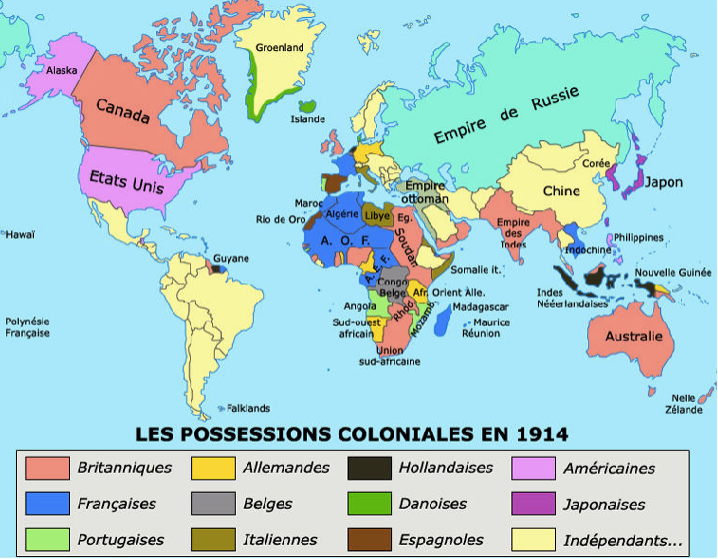 Groenland
Alaska
Canada
Islande
Empire de Russie
Etats Unis
Corée
Japon
Chine
Empire
ottoman
Maroc
Algérie
Libye
Eg.
Rio de Oro
A. O. F.
Soudan
Empire
des
Indes
Philippines
Hawaï
Indochine
Guyane
A. E. F.
Somalie it.
Nouvelle Guinée
Congo
Belge
Afr. Orient Alle.
Indes
Néerlandaises
Angola
Madagascar
Polynésie
Française
Sud-ouest
africain
Rhod.
Mozamb.
Maurice
Réunion
Australie
Union
sud-africaine
Falklands
Nelle
Zélande
LES POSSESSIONS COLONIALES EN 1914
Britanniques
Allemandes
Hollandaises
Américaines
Françaises
Belges
Danoises
Japonaises
Portugaises
Italiennes
Espagnoles
Indépendants...